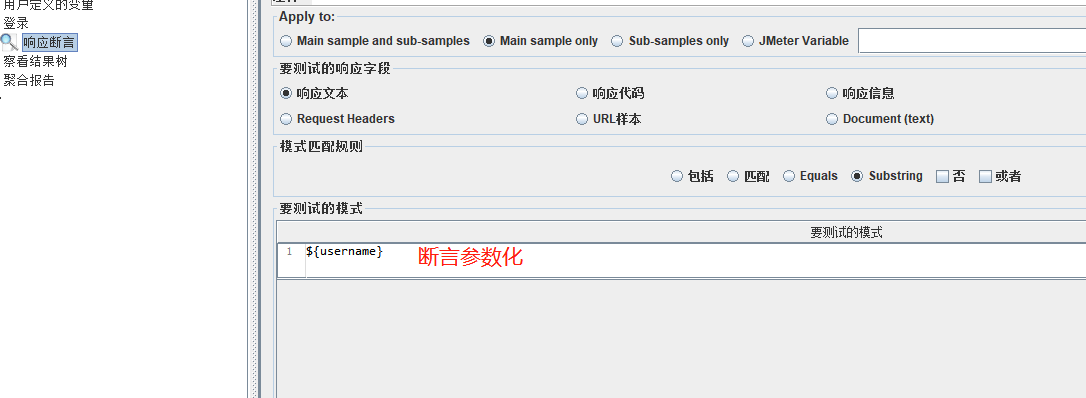 用户定义的变量
登录
响应断言
察看结果树
聚合报告
Apply to:
Main sample and sub-samples Main sample only Sub-samples only JMeter Variable
要测试的响应字段
响应文本 响应代码 响应信息
Request Headers URL样本 Document (text)
模式匹配规则
包括 匹配 Equals Substring 否 或者
要测试的模式
要测试的模式
1 ${username} 断言参数化